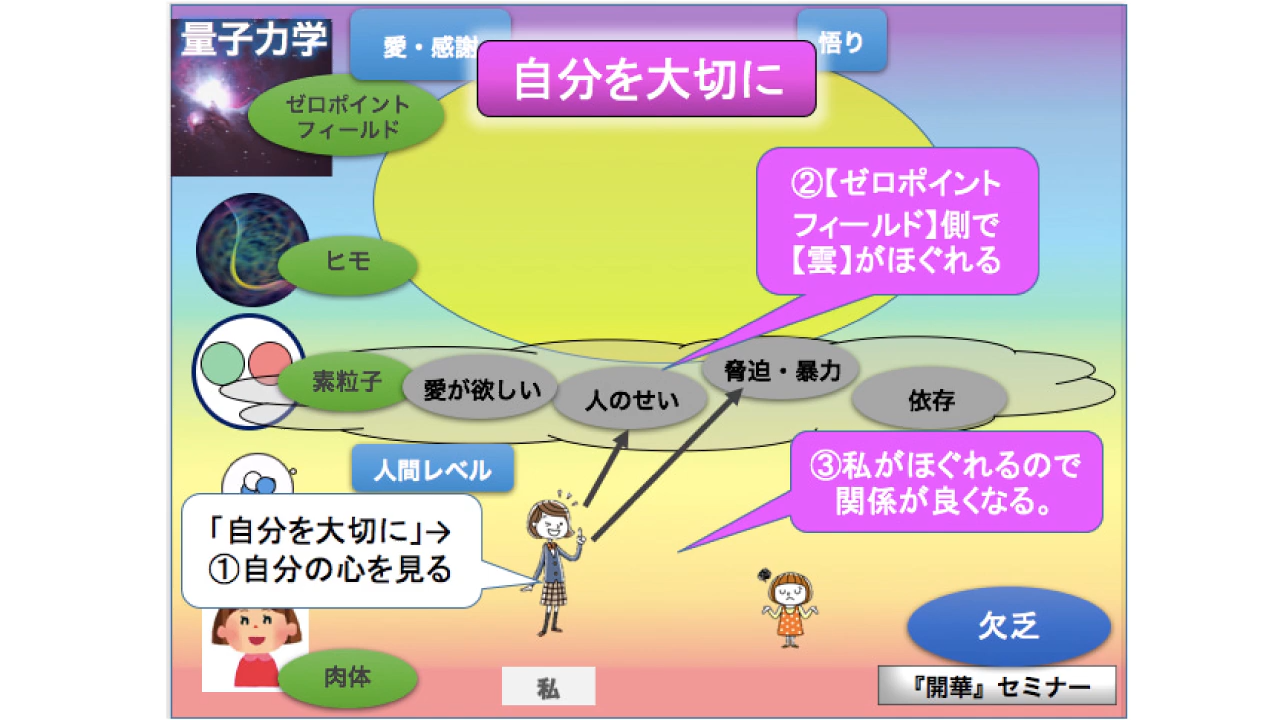 量子力学
愛・感謝
悟り
自分を大切に
ゼロポイント
フィールド
②【ゼロポイント
フィールド】側で
【雲】がほぐれる
ヒモ
素粒子
愛が欲しい
人のせい
脅迫・暴力
依存
人間レベル
③私がほぐれるので
関係が良くなる。
「自分を大切に」→
①自分の心を見る
欠乏
肉体
私
『開華』セミナー